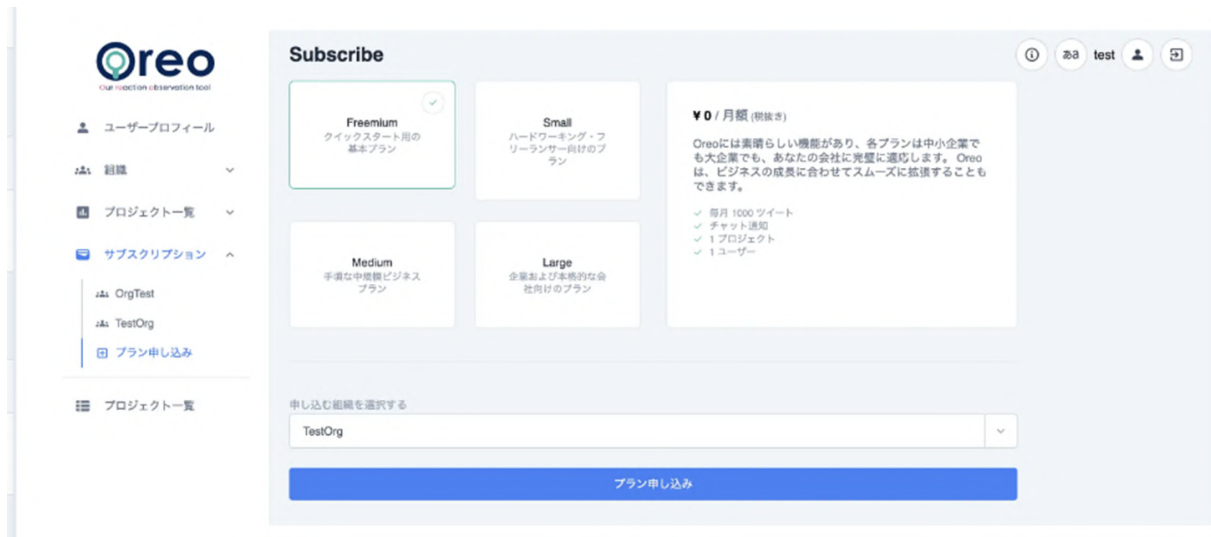 Oreo
Our reaction observation tool
ユーザープロフィール
組織
プロジェクト一覧
サブスクリプション
OrgTest
TestOrg
プラン申し込み
プロジェクト一覧
Subscribe
あa test
Freemium
クイックスタート用の
基本プラン
Small
ハードワーキング・フ
リーランサー向けのプ
ラン
Medium
手頃な中規模ビジネス
プラン
Large
企業および本格的な会
社向けのプラン
¥0 / 月額 (税抜き)
Oreoには素晴らしい機能があり、各プランは中小企業で
も大企業でも、あなたの会社に完璧に適応します。 Oreo
は、ビジネスの成長に合わせてスムーズに拡張することも
できます。
毎月 1000 ツイート
チャット通知
1 プロジェクト
1 ユーザー
申し込む組織を選択する
TestOrg
プラン申し込み